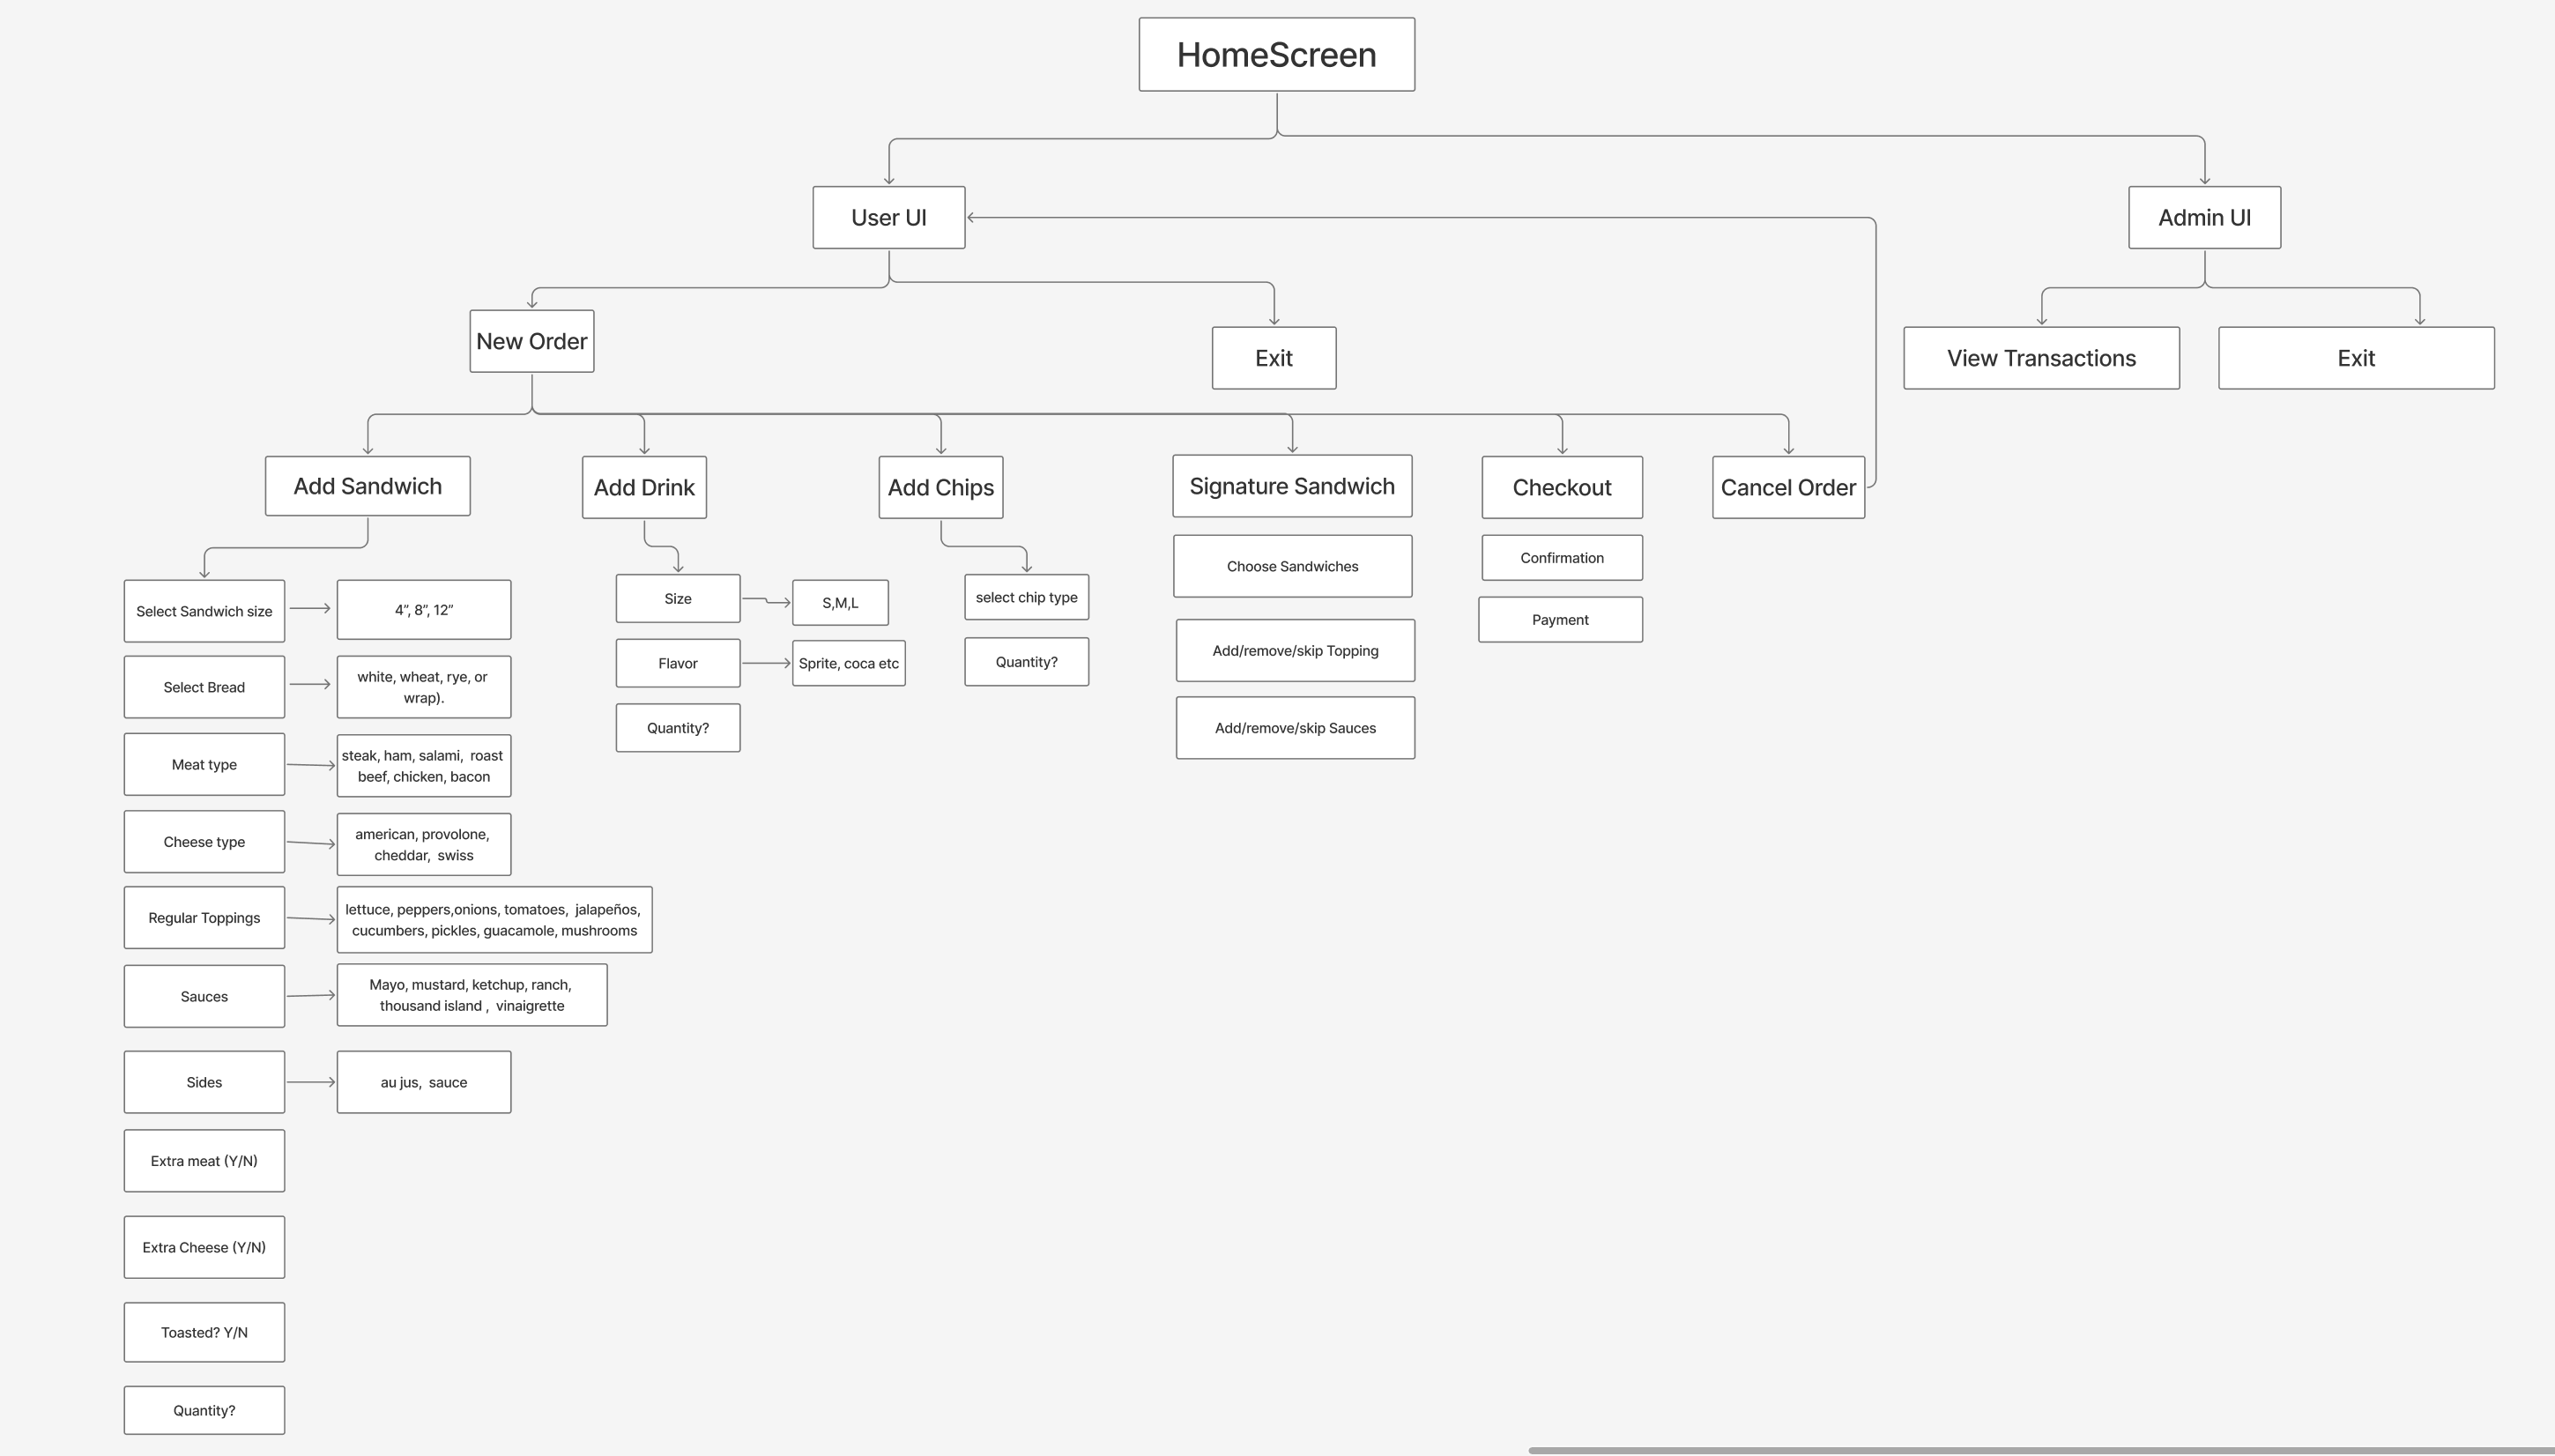 HomeScreen
User UI
Admin UI
New Order
Exit
View Transactions
Exit
Add Sandwich
Add Drink
Add Chips
Signature Sandwich
Checkout
Cancel Order
Select Sandwich size
4”, 8”, 12”
Select Bread
white, wheat, rye, or
wrap).
Meat type
steak, ham, salami,  roast
beef, chicken, bacon
Cheese type
american, provolone,
cheddar,  swiss
Regular Toppings
lettuce, peppers,onions, tomatoes,  jalapeños,
cucumbers, pickles, guacamole, mushrooms
Sauces
Mayo, mustard, ketchup, ranch,
thousand island ,  vinaigrette
Sides
au jus,  sauce
Extra meat (Y/N)
Extra Cheese (Y/N)
Toasted? Y/N
Quantity?
Size
S,M,L
Flavor
Sprite, coca etc
Quantity?
select chip type
Quantity?
Choose Sandwiches
Add/remove/skip Topping
Add/remove/skip Sauces
Confirmation
Payment